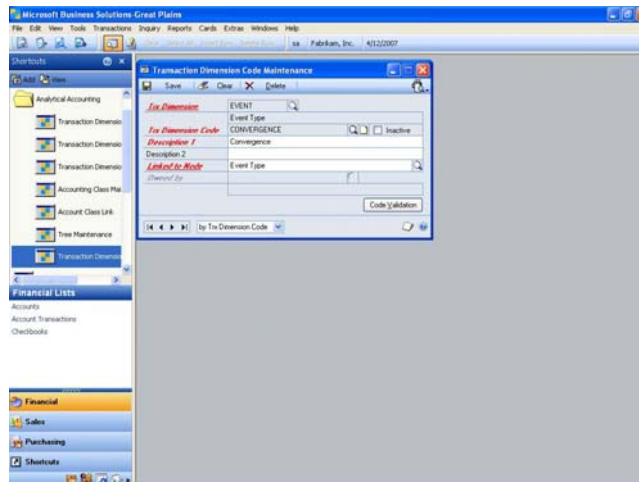 Microsoft Business Solutions-Great Plains
File Edit View Tools Transactions Inquiry Reports Cards Extras Windows Help
sa Fabrikam, Inc. 4/12/2007
Shortcuts
Add View
Analytical Accounting
Transaction Dimensio
Transaction Dimensio
Transaction Dimensio
Accounting Class Mai
Account Class Link
Tree Maintenance
Transaction Dimensio
Financial Lists
Accounts
Account Transactions
Checkbooks
Financial
Sales
Purchasing
Shortcuts
Transaction Dimension Code Maintenance
Save Clear Delete
Trx Dimension EVENT
Event Type
Trx Dimension Code CONVERGENCE Inactive
Description 1 Convergence
Description 2
Linked to Node Event Type
Owned by
Code Validation
by Trx Dimension Code